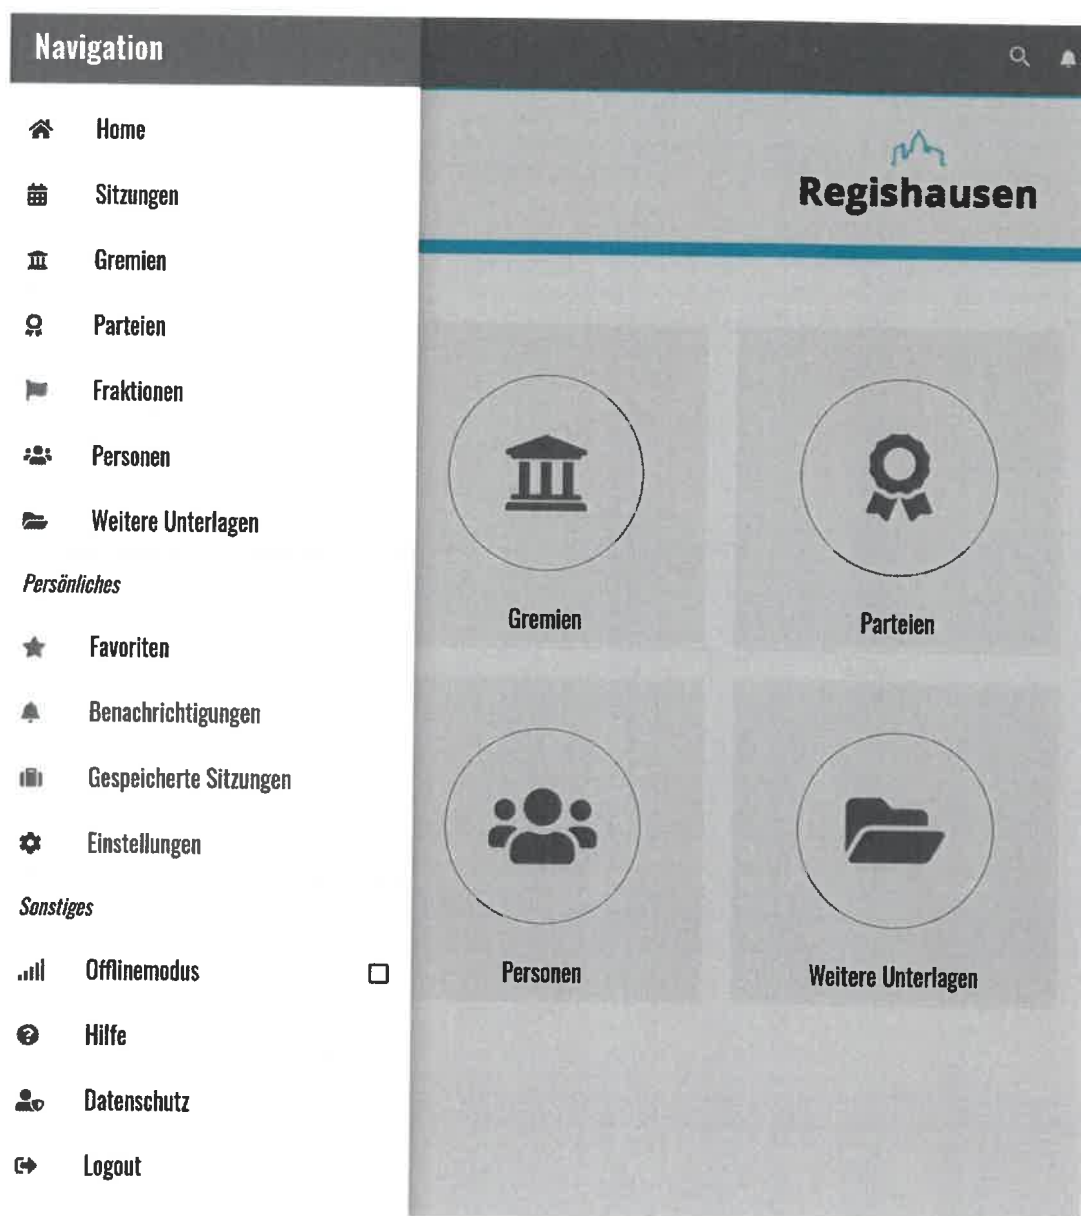 Navigation
Home
Sitzungen
Gremien
Parteien
Fraktionen
Personen
Weitere Unterlagen
Persönliches
Favoriten
Benachrichtigungen
Gespeicherte Sitzungen
Einstellungen
Sonstiges
Offlinemodus
Hilfe
Datenschutz
Logout
Regishausen
Gremien
Parteien
Personen
Weitere Unterlagen